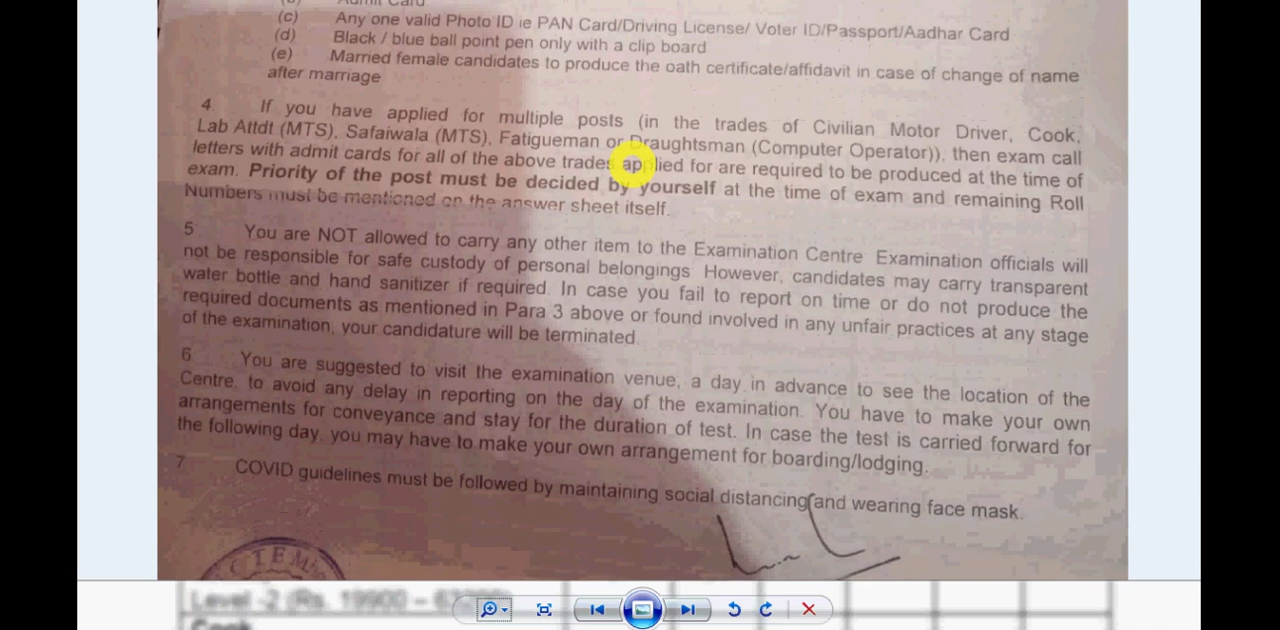 (c) Any one valid Photo ID ie PAN Card/Driving License/ Voter ID/Passport/Aadhar Card
(d) Black / blue ball point pen only with a clip board
(e) Married female candidates to produce the oath certificate/affidavit in case of change of name
after marriage
4 If you have applied for multiple posts (in the trades of Civilian Motor Driver, Cook,
Lab Attdt (MTS), Safaiwala (MTS), Fatigueman or Draughtsman (Computer Operator)), then exam call
letters with admit cards for all of the above trades applied for are required to be produced at the time of
exam. Priority of the post must be decided by yourself at the time of exam and remaining Roll
Numbers must be mentioned on the answer sheet itself.
5 You are NOT allowed to carry any other item to the Examination Centre Examination officials will
not be responsible for safe custody of personal belongings However, candidates may carry transparent
water bottle and hand sanitizer if required. In case you fail to report on time or do not produce the
required documents as mentioned in Para 3 above or found involved in any unfair practices at any stage
of the examination, your candidature will be terminated
6 You are suggested to visit the examination venue, a day in advance to see the location of the
Centre, to avoid any delay in reporting on the day of the examination. You have to make your own
arrangements for conveyance and stay for the duration of test. In case the test is carried forward for
the following day, you may have to make your own arrangement for boarding/lodging.
7 COVID guidelines must be followed by maintaining social distancing and wearing face mask.
Level -2 (Rs. 19900 –
Cook